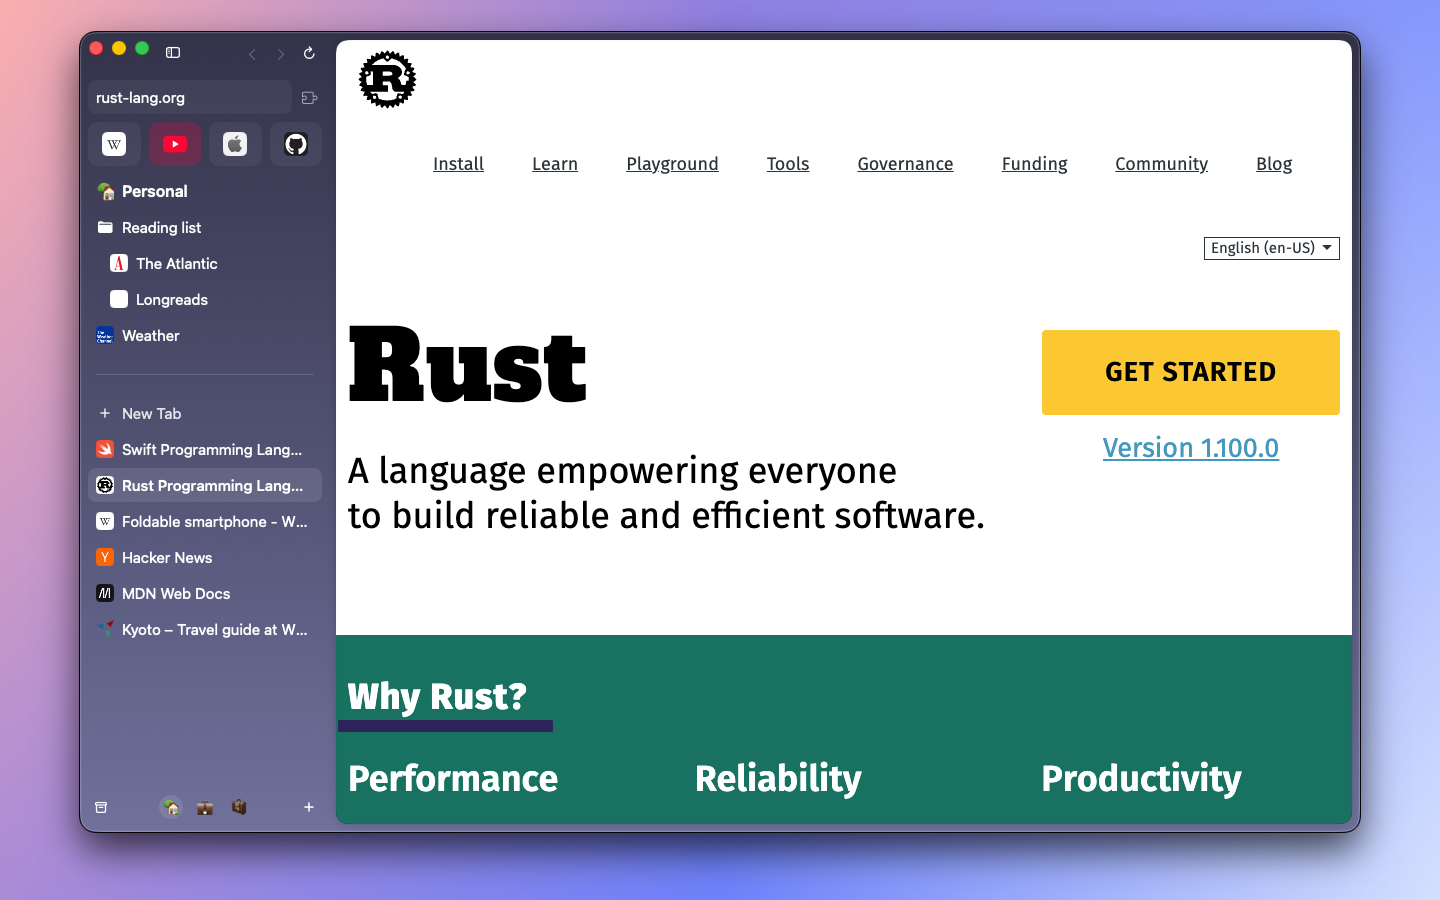 rust-lang.org
Personal
Reading list
The Atlantic
Longreads
Weather
New Tab
Swift Programming Lang...
Rust Programming Lang...
Foldable smartphone - W...
Hacker News
MDN Web Docs
Kyoto – Travel guide at W...
Install Learn Playground Tools Governance Funding Community Blog
English (en-US)
Rust
GET STARTED
Version 1.100.0
A language empowering everyone
to build reliable and efficient software.
Why Rust?
Performance Reliability Productivity